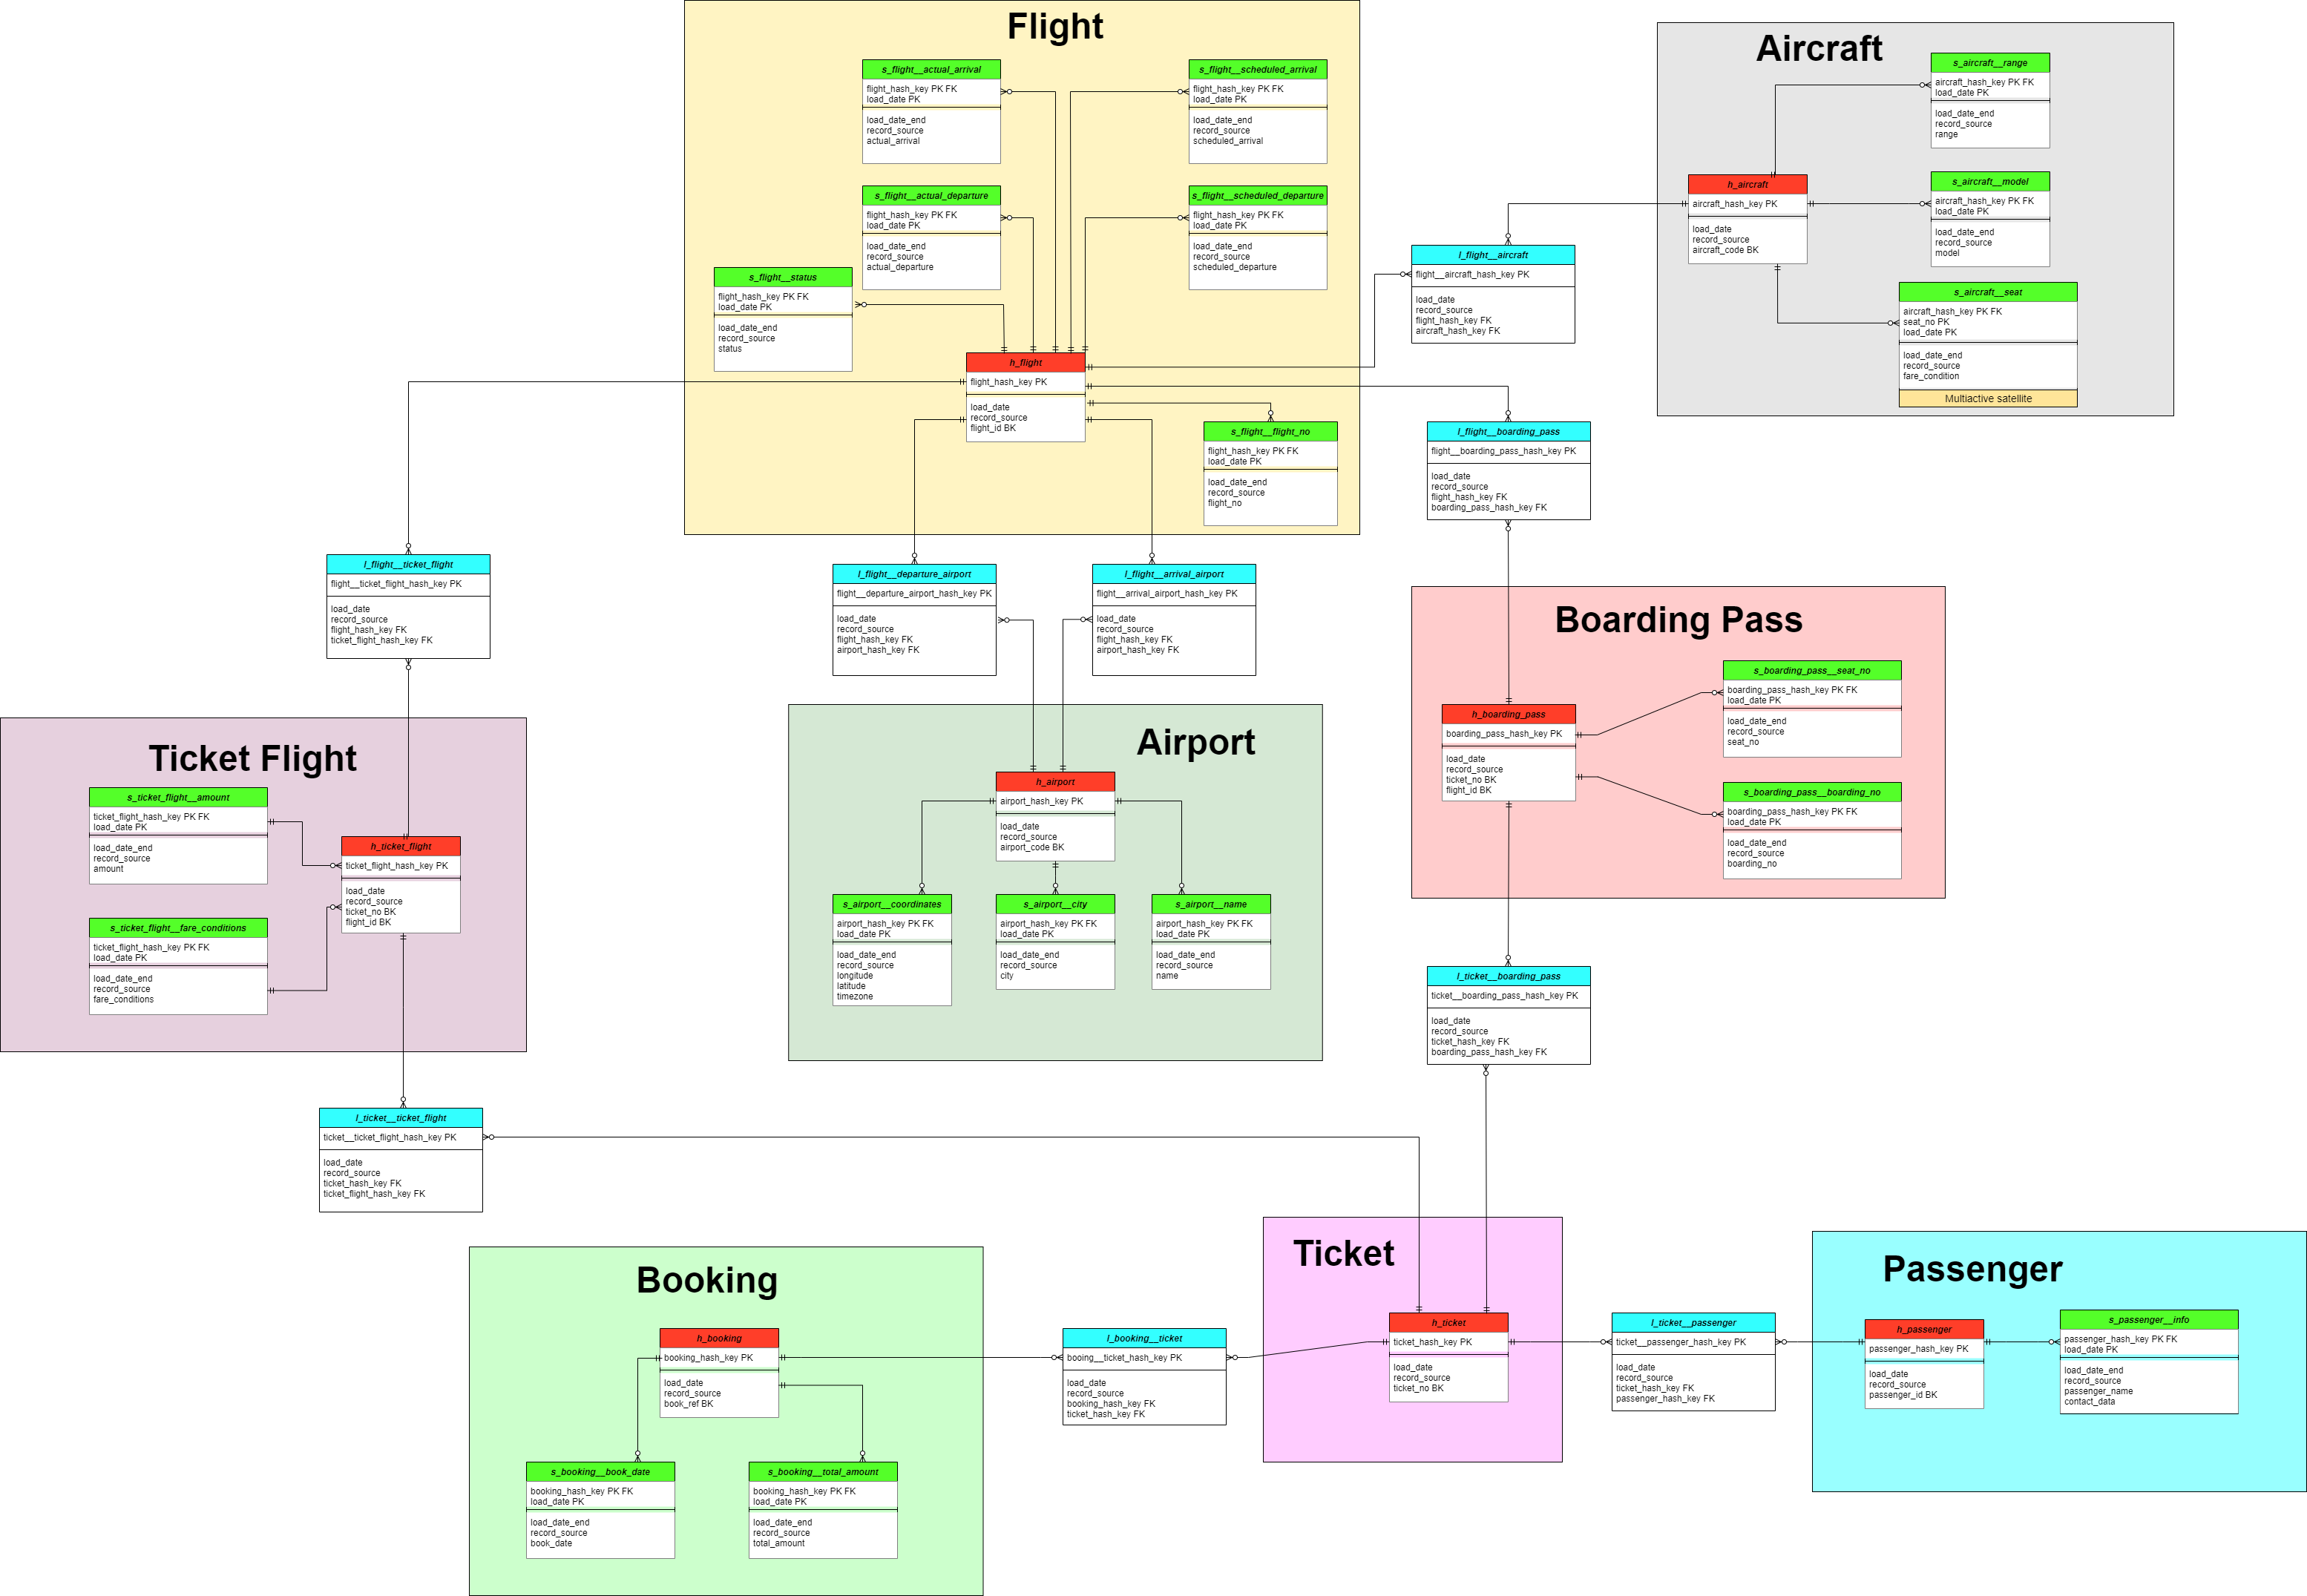 Flight
s_flight__actual_arrival
flight_hash_key PK FK
load_date PK
load_date_end
record_source
actual_arrival
s_flight__scheduled_arrival
flight_hash_key PK FK
load_date PK
load_date_end
record_source
scheduled_arrival
s_flight__actual_departure
flight_hash_key PK FK
load_date PK
load_date_end
record_source
actual_departure
s_flight__scheduled_departure
flight_hash_key PK FK
load_date PK
load_date_end
record_source
scheduled_departure
s_flight__status
flight_hash_key PK FK
load_date PK
load_date_end
record_source
status
h_flight
flight_hash_key PK
load_date
record_source
flight_id BK
s_flight__flight_no
flight_hash_key PK FK
load_date PK
load_date_end
record_source
flight_no
Aircraft
s_aircraft__range
aircraft_hash_key PK FK
load_date PK
load_date_end
record_source
range
h_aircraft
aircraft_hash_key PK
load_date
record_source
aircraft_code BK
s_aircraft__model
aircraft_hash_key PK FK
load_date PK
load_date_end
record_source
model
s_aircraft__seat
aircraft_hash_key PK FK
seat_no PK
load_date PK
load_date_end
record_source
fare_condition
Multiactive satellite
l_flight__aircraft
flight__aircraft_hash_key PK
load_date
record_source
flight_hash_key FK
aircraft_hash_key FK
l_flight__boarding_pass
flight__boarding_pass_hash_key PK
load_date
record_source
flight_hash_key FK
boarding_pass_hash_key FK
l_flight__ticket_flight
flight__ticket_flight_hash_key PK
load_date
record_source
flight_hash_key FK
ticket_flight_hash_key FK
l_flight__departure_airport
flight__departure_airport_hash_key PK
load_date
record_source
flight_hash_key FK
airport_hash_key FK
l_flight__arrival_airport
flight__arrival_airport_hash_key PK
load_date
record_source
flight_hash_key FK
airport_hash_key FK
Boarding Pass
s_boarding_pass__seat_no
boarding_pass_hash_key PK FK
load_date PK
load_date_end
record_source
seat_no
h_boarding_pass
boarding_pass_hash_key PK
load_date
record_source
ticket_no BK
flight_id BK
s_boarding_pass__boarding_no
boarding_pass_hash_key PK FK
load_date PK
load_date_end
record_source
boarding_no
Ticket Flight
s_ticket_flight__amount
ticket_flight_hash_key PK FK
load_date PK
load_date_end
record_source
amount
h_ticket_flight
ticket_flight_hash_key PK
load_date
record_source
ticket_no BK
flight_id BK
s_ticket_flight__fare_conditions
ticket_flight_hash_key PK FK
load_date PK
load_date_end
record_source
fare_conditions
Airport
h_airport
airport_hash_key PK
load_date
record_source
airport_code BK
s_airport__coordinates
airport_hash_key PK FK
load_date PK
load_date_end
record_source
longitude
latitude
timezone
s_airport__city
airport_hash_key PK FK
load_date PK
load_date_end
record_source
city
s_airport__name
airport_hash_key PK FK
load_date PK
load_date_end
record_source
name
l_ticket__boarding_pass
ticket__boarding_pass_hash_key PK
load_date
record_source
ticket_hash_key FK
boarding_pass_hash_key FK
l_ticket__ticket_flight
ticket__ticket_flight_hash_key PK
load_date
record_source
ticket_hash_key FK
ticket_flight_hash_key FK
Booking
h_booking
booking_hash_key PK
load_date
record_source
book_ref BK
s_booking__book_date
booking_hash_key PK FK
load_date PK
load_date_end
record_source
book_date
s_booking__total_amount
booking_hash_key PK FK
load_date PK
load_date_end
record_source
total_amount
l_booking__ticket
booing__ticket_hash_key PK
load_date
record_source
booking_hash_key FK
ticket_hash_key FK
Ticket
h_ticket
ticket_hash_key PK
load_date
record_source
ticket_no BK
l_ticket__passenger
ticket__passenger_hash_key PK
load_date
record_source
ticket_hash_key FK
passenger_hash_key FK
Passenger
h_passenger
passenger_hash_key PK
load_date
record_source
passenger_id BK
s_passenger__info
passenger_hash_key PK FK
load_date PK
load_date_end
record_source
passenger_name
contact_data